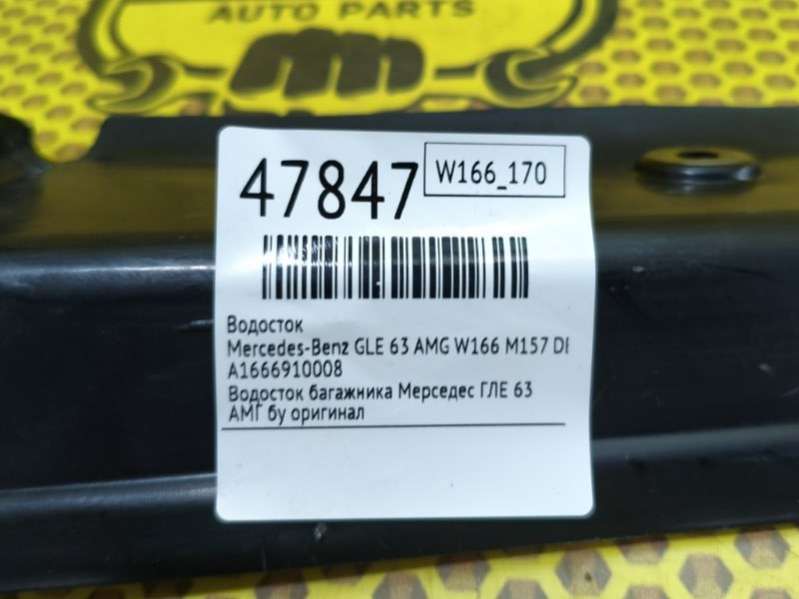 AUTO PARTS
47847
W166_170
Водосток
Mercedes-Benz GLE 63 AMG W166 M157 DE
A1666910008
Водосток багажника Мерседес ГЛЕ 63
АМГ бу оригинал